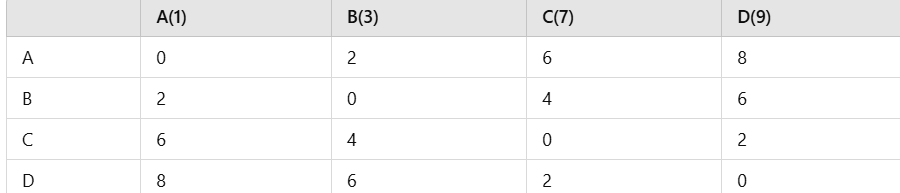 A(1) B(3) C(7) D(9)
A 0 2 6 8
B 2 0 4 6
C 6 4 0 2
D 8 6 2 0